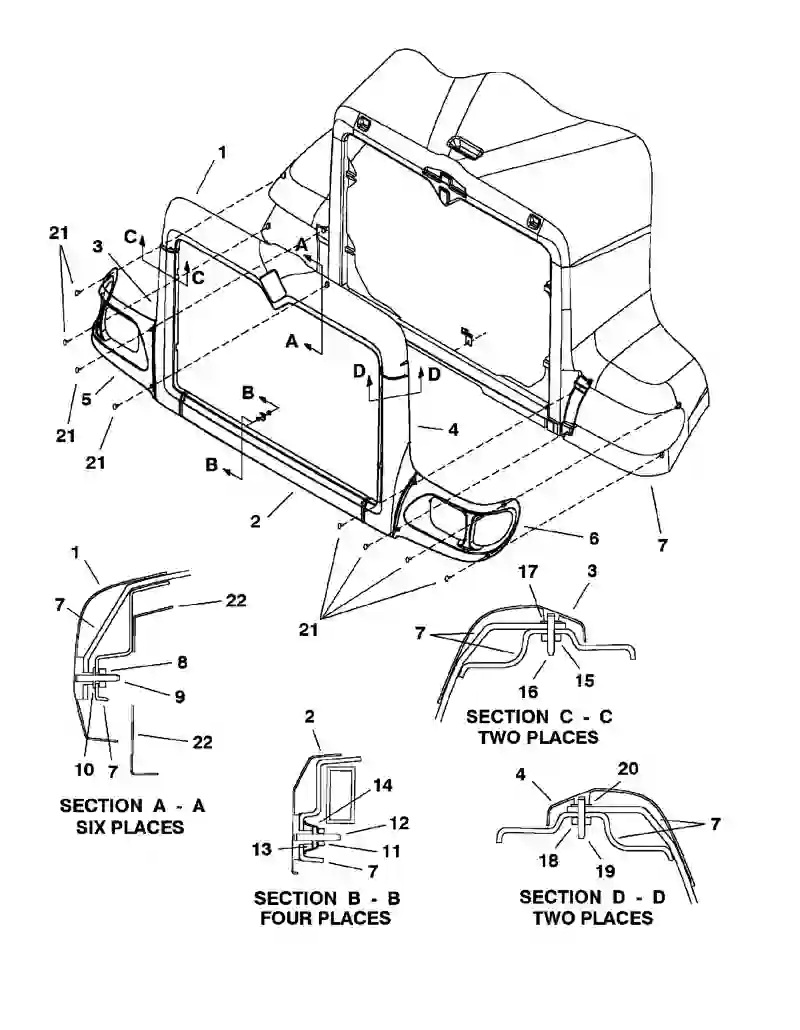 1
21
3
C
C
A
A
D
D
B
B
5
21
21
4
2
6
7
21
1
7
22
8
9
22
10
7
SECTION A - A
SIX PLACES
2
14
12
13
11
7
SECTION B - B
FOUR PLACES
17
3
7
15
16
SECTION C - C
TWO PLACES
4
20
7
18
19
SECTION D - D
TWO PLACES